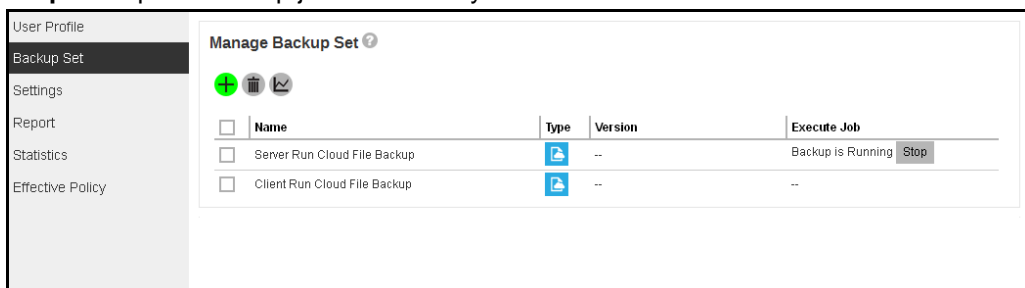 User Profile
Backup Set
Settings
Report
Statistics
Effective Policy
Manage Backup Set ?
Name Type Version Execute Job
Server Run Cloud File Backup -- Backup is Running Stop
Client Run Cloud File Backup -- --